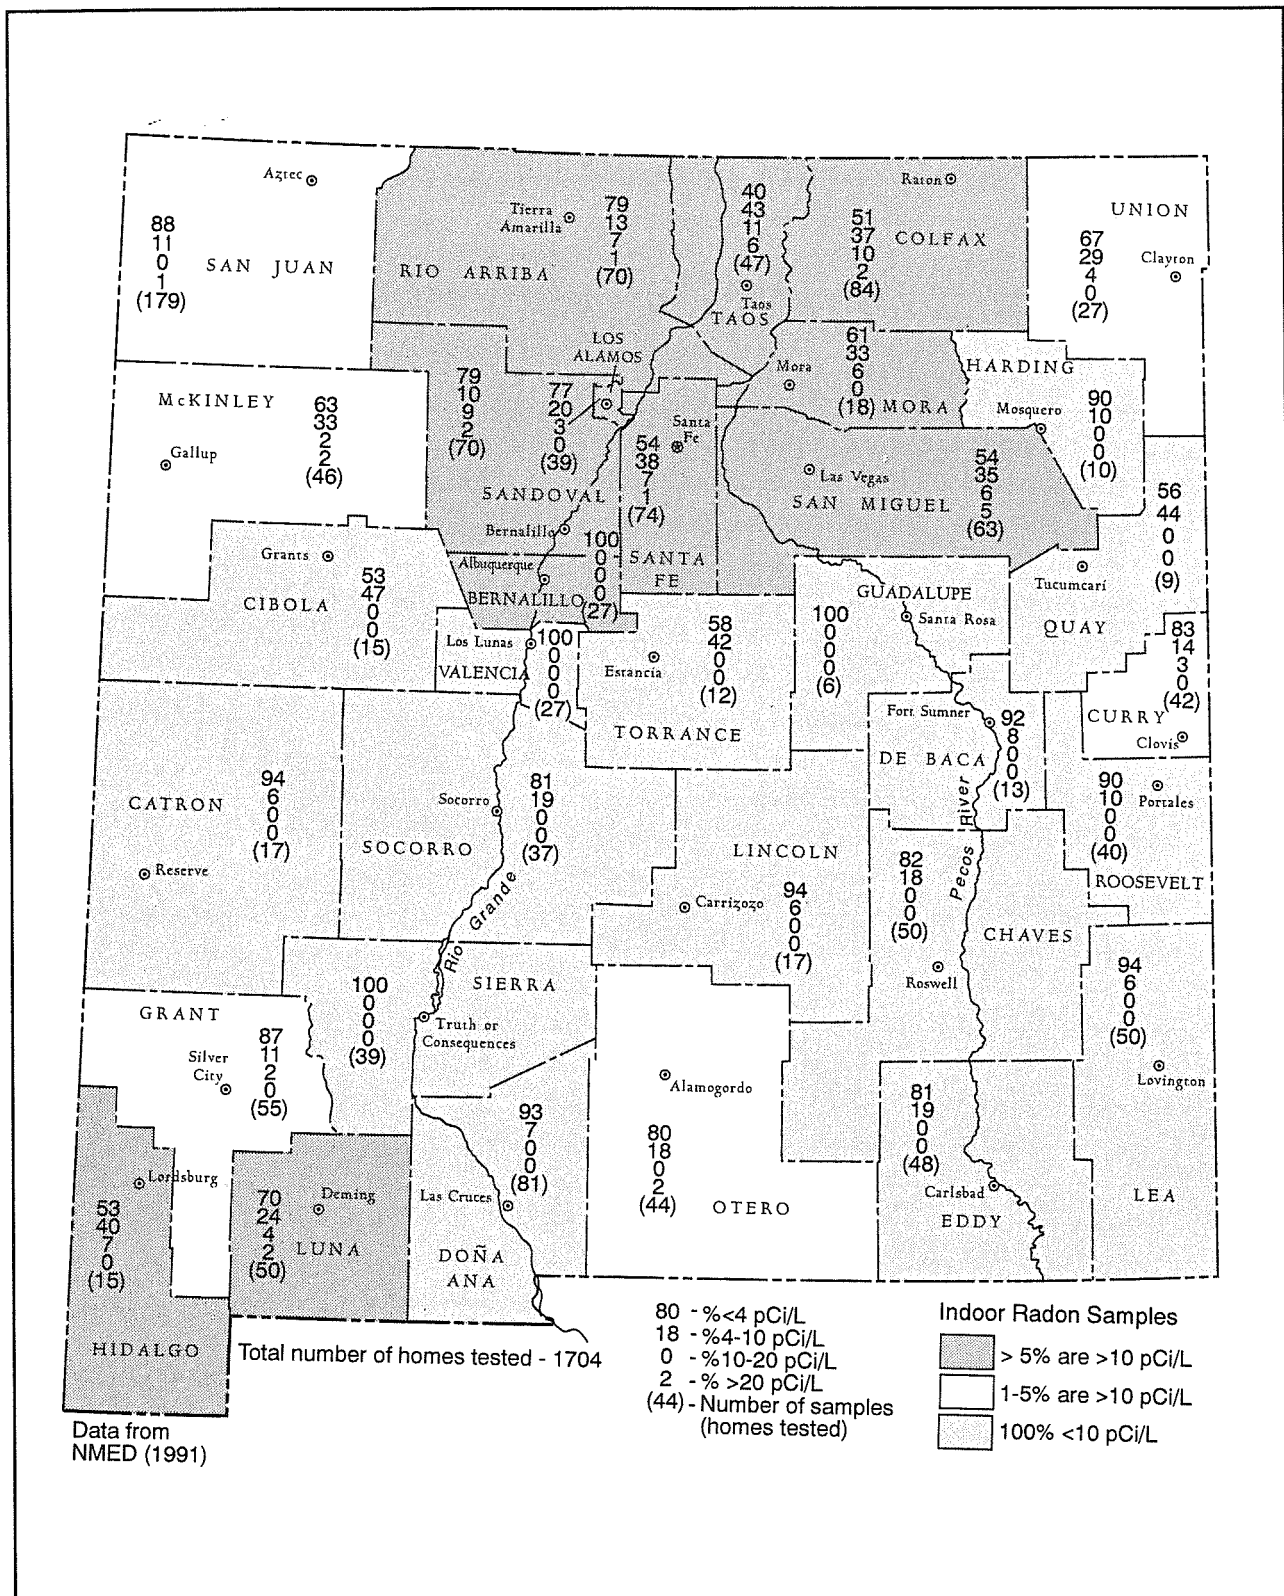 Aztec
88
11
0
1
(179)
SAN JUAN
Tierra
Amarilla
79
13
7
1
(70)
RIO ARRIBA
40
43
11
6
(47)
Taos
TAOS
Raton
51
37
10
2
(84)
COLFAX
UNION
67
29
4
0
(27)
Clayton
LOS
ALAMOS
77
20
3
0
(39)
79
10
9
2
(70)
SANDOVAL
Bernalillo
McKINLEY
63
33
2
2
(46)
Gallup
Santa
Fe
54
38
7
1
(74)
SANTA
FE
61
33
6
0
(18)
Mora
MORA
HARDING
Mosquero
90
10
0
0
(10)
Las Vegas
SAN MIGUEL
54
35
6
5
(63)
56
44
0
0
(9)
Tucumcari
QUAY
Grants
CIBOLA
53
47
0
0
(15)
Albuquerque
BERNALILLO
100
0
0
0
(27)
Los Lunas
VALENCIA
100
0
0
0
(27)
Estancia
58
42
0
0
(12)
TORRANCE
GUADALUPE
Santa Rosa
100
0
0
0
(6)
83
14
3
0
(42)
CURRY
Clovis
Fort Sumner
DE BACA
92
8
0
0
(13)
Pecos River
90
10
0
0
(40)
Portales
ROOSEVELT
CATRON
94
6
0
0
(17)
Reserve
Socorro
SOCORRO
81
19
0
0
(37)
Rio Grande
LINCOLN
Carrizozo
94
6
0
0
(17)
82
18
0
0
(50)
CHAVES
Roswell
94
6
0
0
(50)
Lovington
LEA
GRANT
Silver
City
87
11
2
0
(55)
100
0
0
0
(39)
SIERRA
Truth or
Consequences
Alamogordo
80
18
0
2
(44)
OTERO
81
19
0
0
(48)
Carlsbad
EDDY
Lordsburg
53
40
7
0
(15)
HIDALGO
70
24
4
2
(50)
Deming
LUNA
93
7
0
0
(81)
Las Cruces
DOÑA
ANA
Total number of homes tested - 1704
Data from
NMED (1991)
80 - %<4 pCi/L
18 - %4-10 pCi/L
0 - %10-20 pCi/L
2 - % >20 pCi/L
(44) - Number of samples
(homes tested)
Indoor Radon Samples
> 5% are >10 pCi/L
1-5% are >10 pCi/L
100% <10 pCi/L